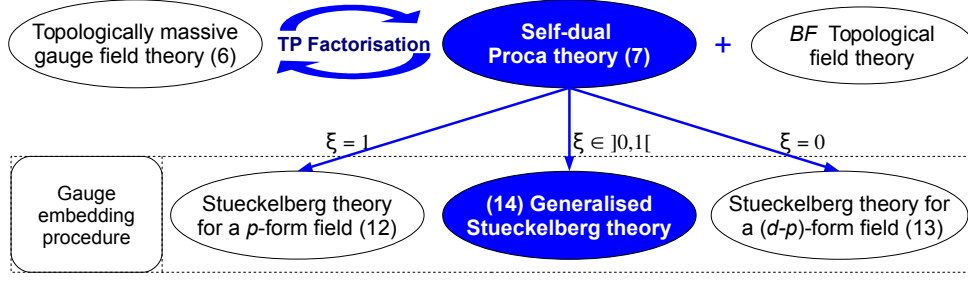 Topologically massive
gauge field theory (6)
TP Factorisation
Self-dual
Proca theory (7)
+
BF Topological
field theory
ξ = 1
ξ ∈ ]0,1[
ξ = 0
Gauge
embedding
procedure
Stueckelberg theory
for a p-form field (12)
(14) Generalised
Stueckelberg theory
Stueckelberg theory for
a (d-p)-form field (13)